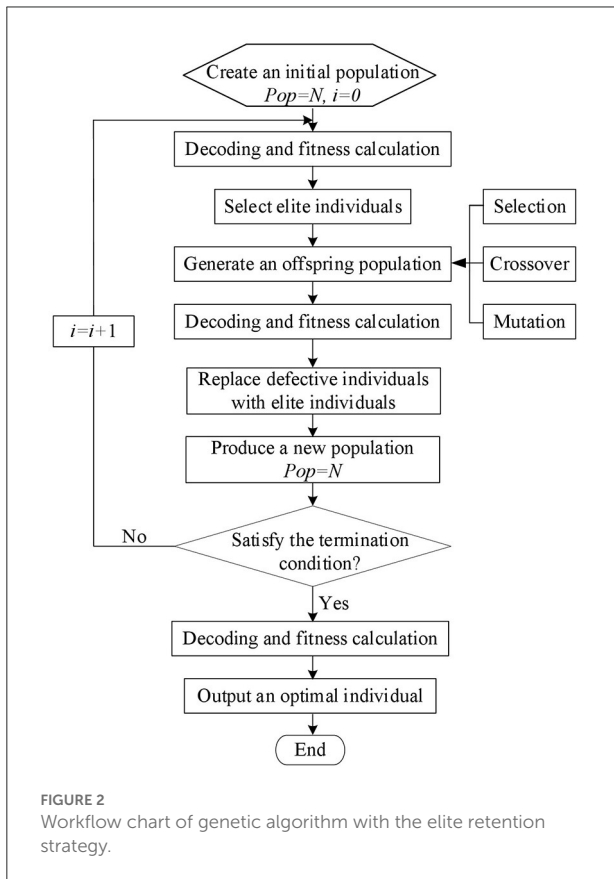 Create an initial population
Pop=N, i=0
Decoding and fitness calculation
Select elite individuals
Selection
Generate an offspring population
Crossover
Decoding and fitness calculation
Mutation
i=i+1
Replace defective individuals
with elite individuals
Produce a new population
Pop=N
No
Satisfy the termination
condition?
Yes
Decoding and fitness calculation
Output an optimal individual
End
FIGURE 2
Workflow chart of genetic algorithm with the elite retention
strategy.